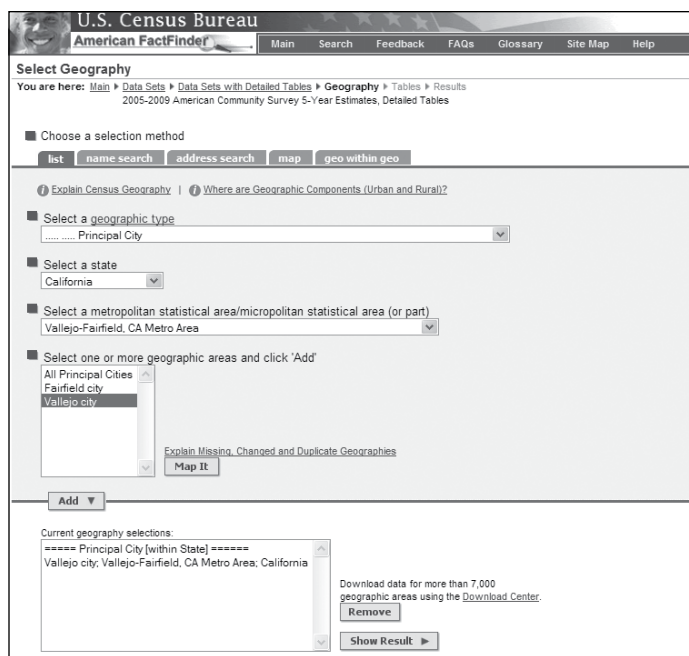 U.S. Census Bureau
American FactFinder
Main Search Feedback FAQs Glossary Site Map Help
Select Geography
You are here: Main ▶ Data Sets ▶ Data Sets with Detailed Tables ▶ Geography ▶ Tables ▶ Results
2005-2009 American Community Survey 5-Year Estimates, Detailed Tables
Choose a selection method
list name search address search map geo within geo
Explain Census Geography | Where are Geographic Components (Urban and Rural)?
Select a geographic type
..... ..... Principal City
Select a state
California
Select a metropolitan statistical area/micropolitan statistical area (or part)
Vallejo-Fairfield, CA Metro Area
Select one or more geographic areas and click 'Add'
All Principal Cities
Fairfield city
Vallejo city
Explain Missing, Changed and Duplicate Geographies
Map It
Add ▼
Current geography selections:
===== Principal City [within State] ======
Vallejo city; Vallejo-Fairfield, CA Metro Area; California
Download data for more than 7,000
geographic areas using the Download Center.
Remove
Show Result ▶